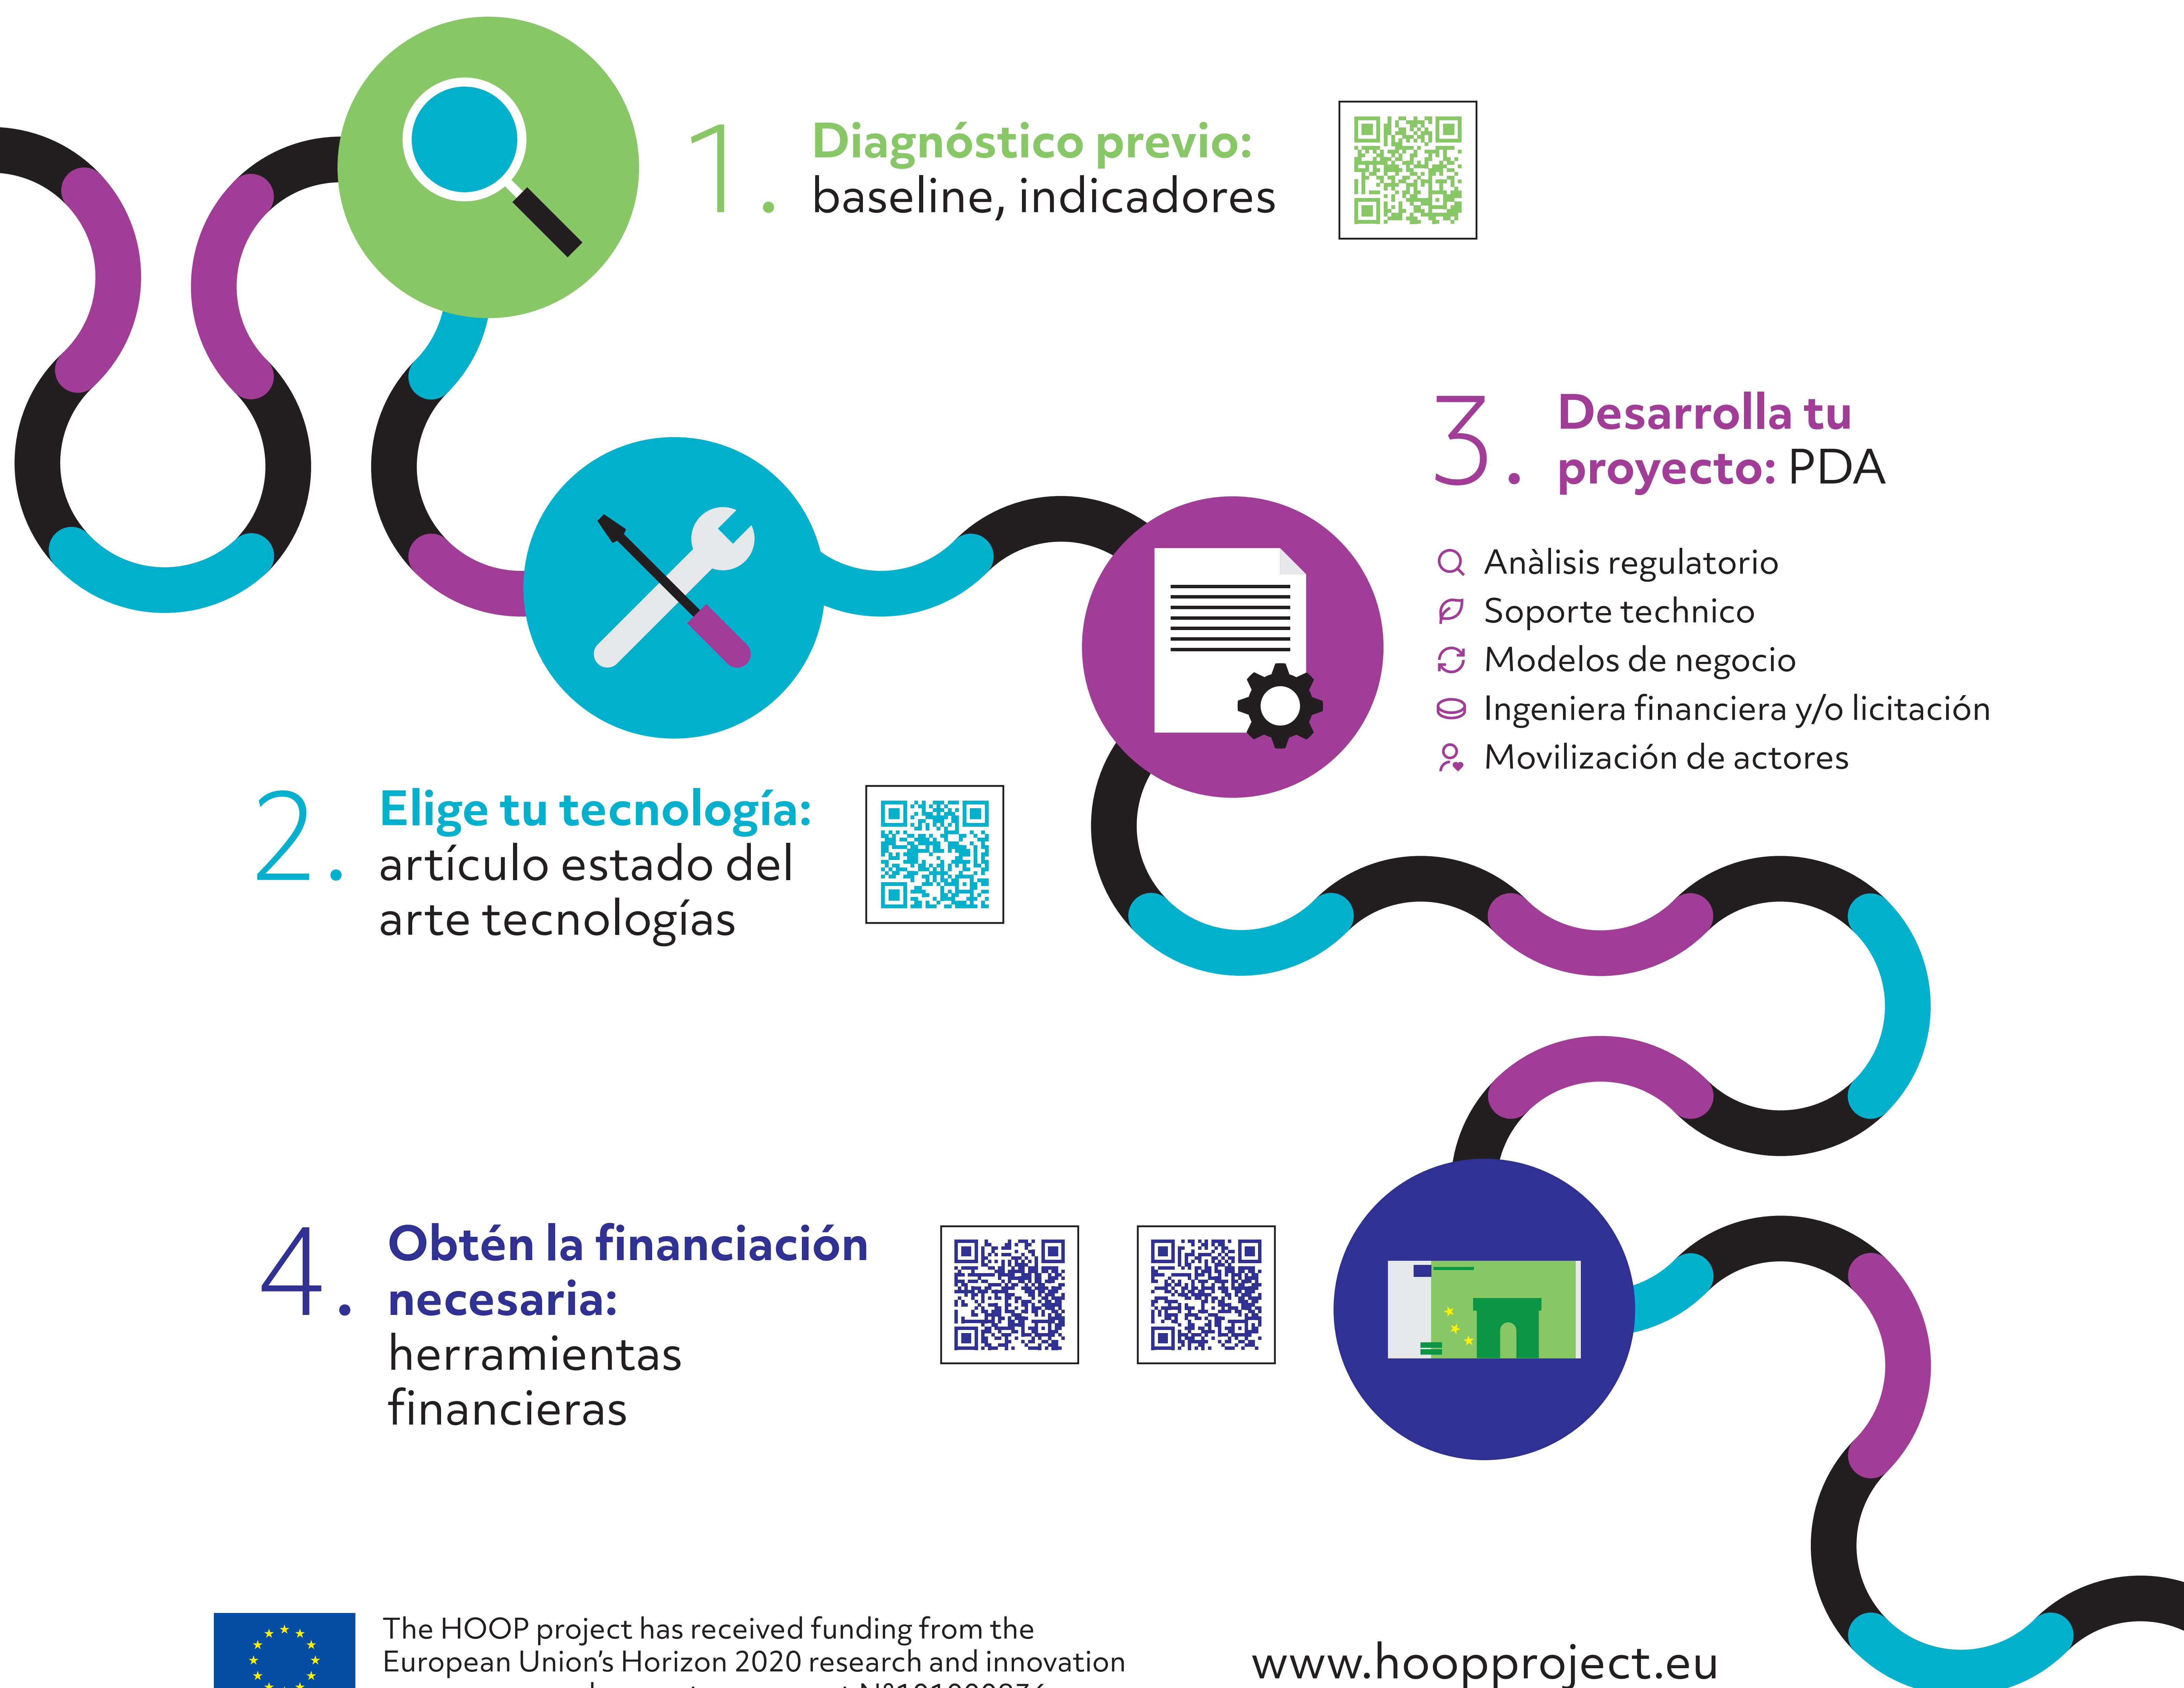 1.
Diagnóstico previo:
baseline, indicadores
2.
Elige tu tecnología:
artículo estado del
arte tecnologías
3.
Desarrolla tu
proyecto: PDA
Anàlisis regulatorio
Soporte technico
Modelos de negocio
Ingeniera financiera y/o licitación
Movilización de actores
4.
Obtén la financiación
necesaria:
herramientas
financieras
The HOOP project has received funding from the
European Union's Horizon 2020 research and innovation
www.hoopproject.eu